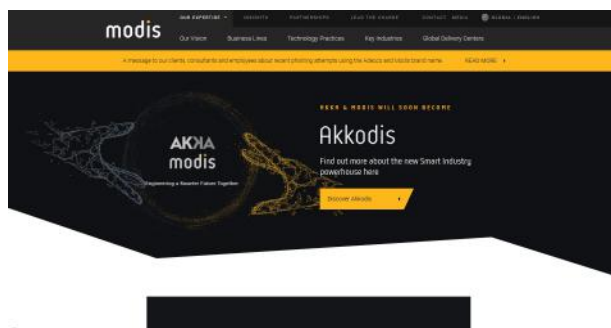 modis
OUR EXPERTISE
INSIGHTS
PARTNERSHIPS
LEAD THE CHARGE
CONTACT
MEDIA
GLOBAL | ENGLISH
Our Vision
Business Lines
Technology Practices
Key Industries
Global Delivery Centers
A message to our clients, consultants and employees about recent phishing attempts using the Adecco and Modis brand name.
READ MORE
AKKA & MODIS WILL SOON BECOME
Akkodis
AKKA
modis
Engineering a Smarter Future Together
Find out more about the new Smart Industry
powerhouse here
Discover Akkodis